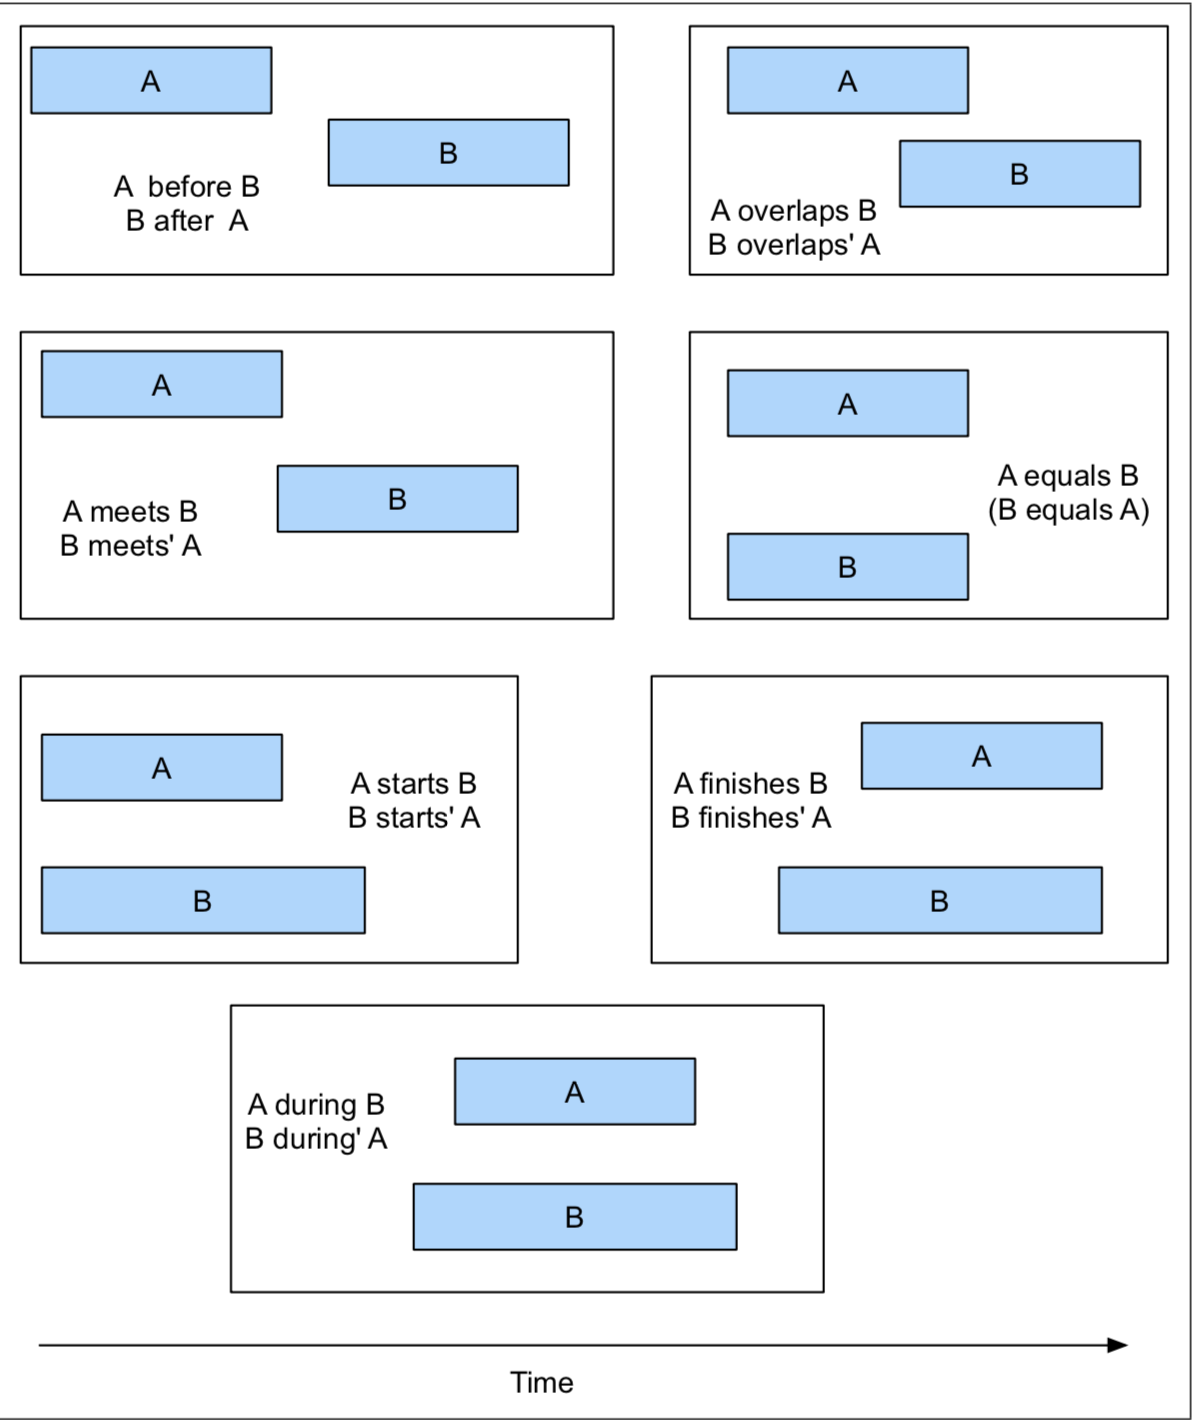 A
B
A  before B
B after  A
A
B
A overlaps B
B overlaps' A
A
B
A meets B
B meets' A
A
A equals B
(B equals A)
B
A
A starts B
B starts' A
B
A
A finishes B
B finishes' A
B
A
A during B
B during' A
B
Time